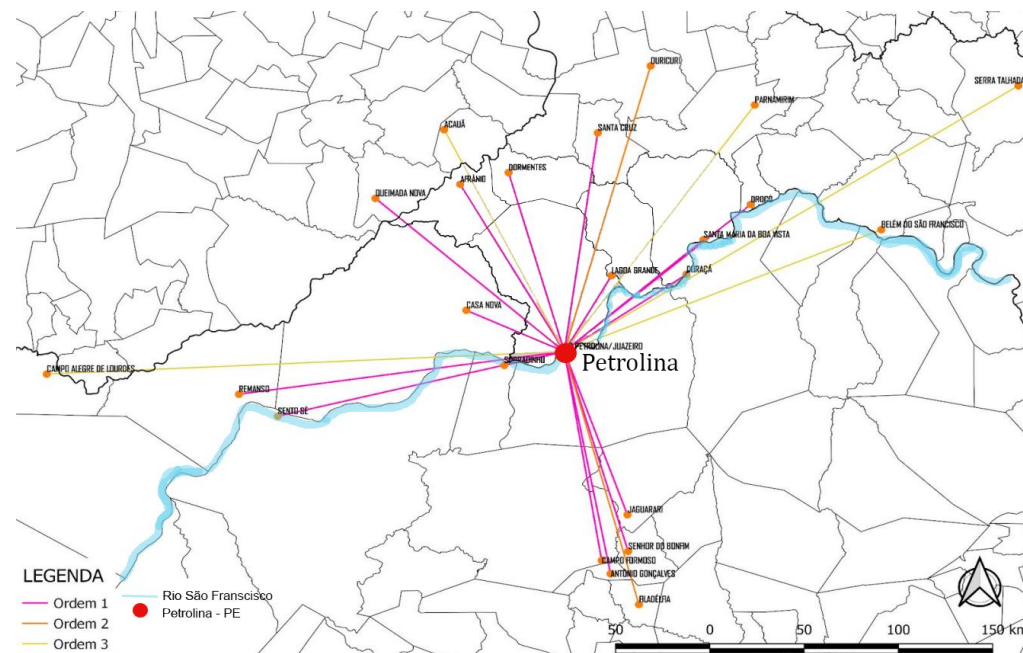 OURICURI
SERRA TALHADA
PARNAMIRIM
ACAUÃ
SANTA CRUZ
DORMENTES
AFRÂNIO
QUEIMADA NOVA
OROCÓ
BELÉM DO SÃO FRANCISCO
SANTA MARIA DA BOA VISTA
LAGOA GRANDE
CURAÇÁ
CASA NOVA
PETROLINA/JUAZEIRO
Petrolina
SOBRADINHO
CAMPO ALEGRE DE LOURDES
REMANSO
SENTO SÉ
JAGUARARI
SENHOR DO BONFIM
CAMPO FORMOSO
ANTÔNIO GONÇALVES
FILADÉLFIA
LEGENDA
Ordem 1
Ordem 2
Ordem 3
Rio São Franscisco
Petrolina - PE
50 0 50 100 150 km